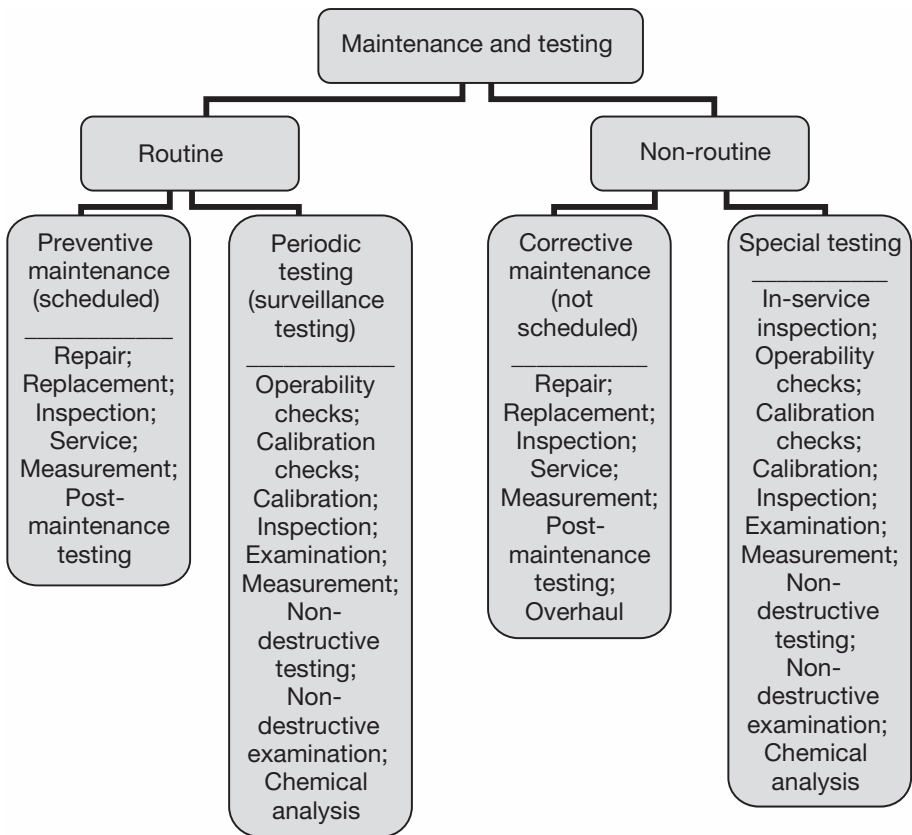 Maintenance and testing
Routine
Non-routine
Preventive
maintenance
(scheduled)
Repair;
Replacement;
Inspection;
Service;
Measurement;
Post-
maintenance
testing
Periodic
testing
(surveillance
testing)
Operability
checks;
Calibration
checks;
Calibration;
Inspection;
Examination;
Measurement;
Non-
destructive
testing;
Non-
destructive
examination;
Chemical
analysis
Corrective
maintenance
(not
scheduled)
Repair;
Replacement;
Inspection;
Service;
Measurement;
Post-
maintenance
testing;
Overhaul
Special testing
In-service
inspection;
Operability
checks;
Calibration
checks;
Calibration;
Inspection;
Examination;
Measurement;
Non-
destructive
testing;
Non-
destructive
examination;
Chemical
analysis